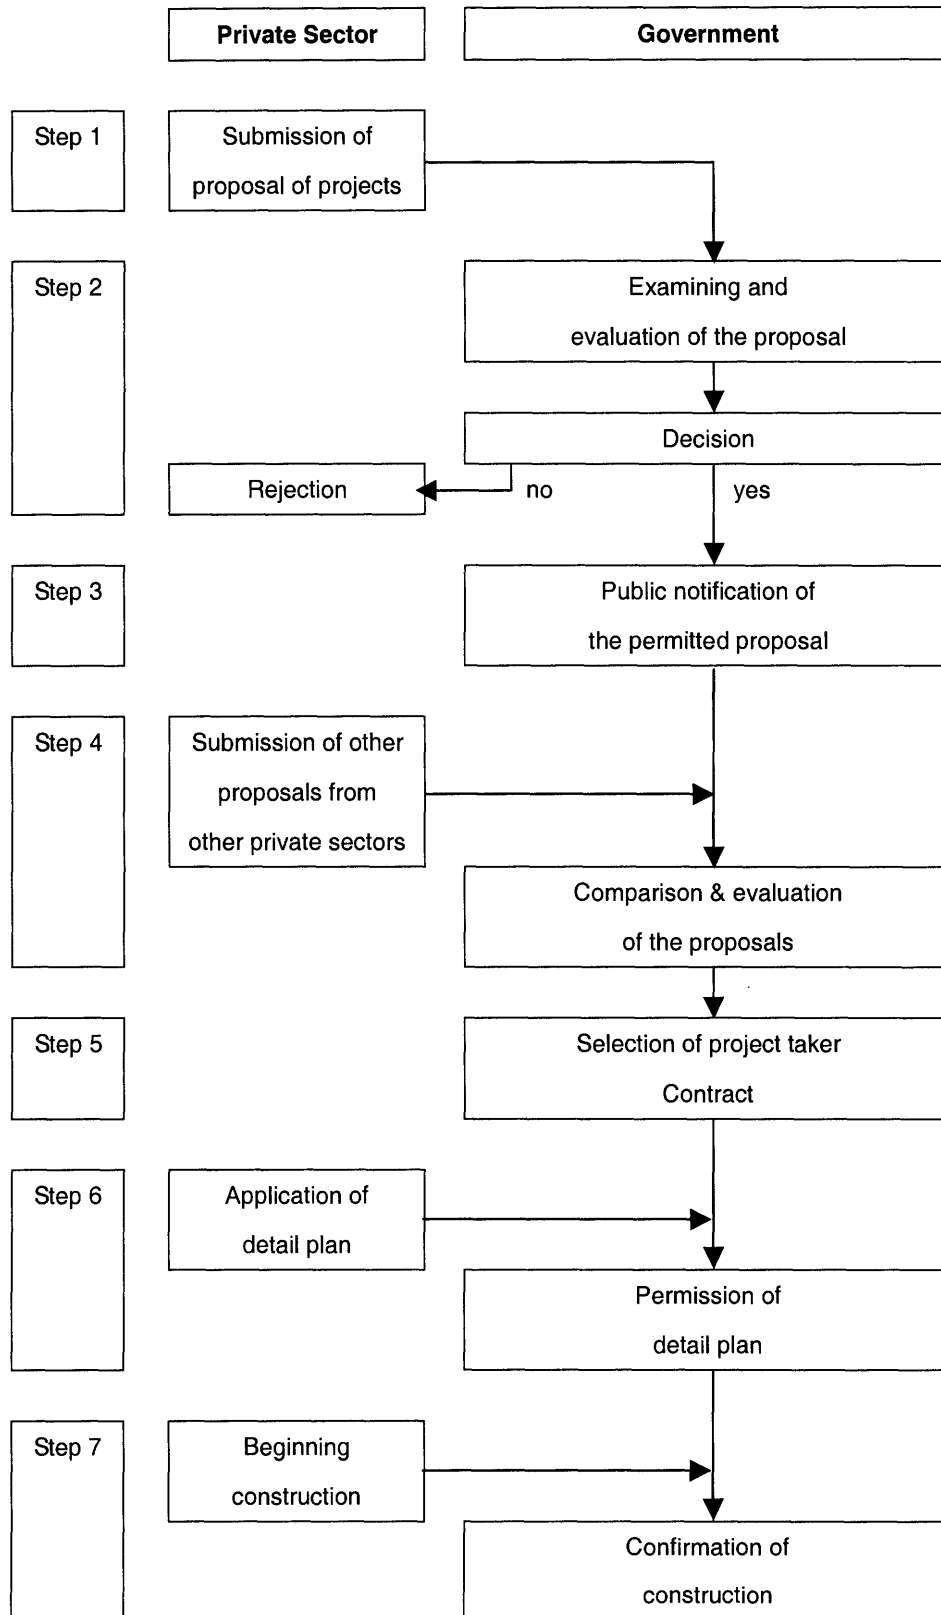 Private Sector
Government
Step 1
Submission of
proposal of projects
Step 2
Examining and
evaluation of the proposal
Decision
Rejection
no
yes
Step 3
Public notification of
the permitted proposal
Step 4
Submission of other
proposals from
other private sectors
Comparison & evaluation
of the proposals
Step 5
Selection of project taker
Contract
Step 6
Application of
detail plan
Permission of
detail plan
Step 7
Beginning
construction
Confirmation of
construction